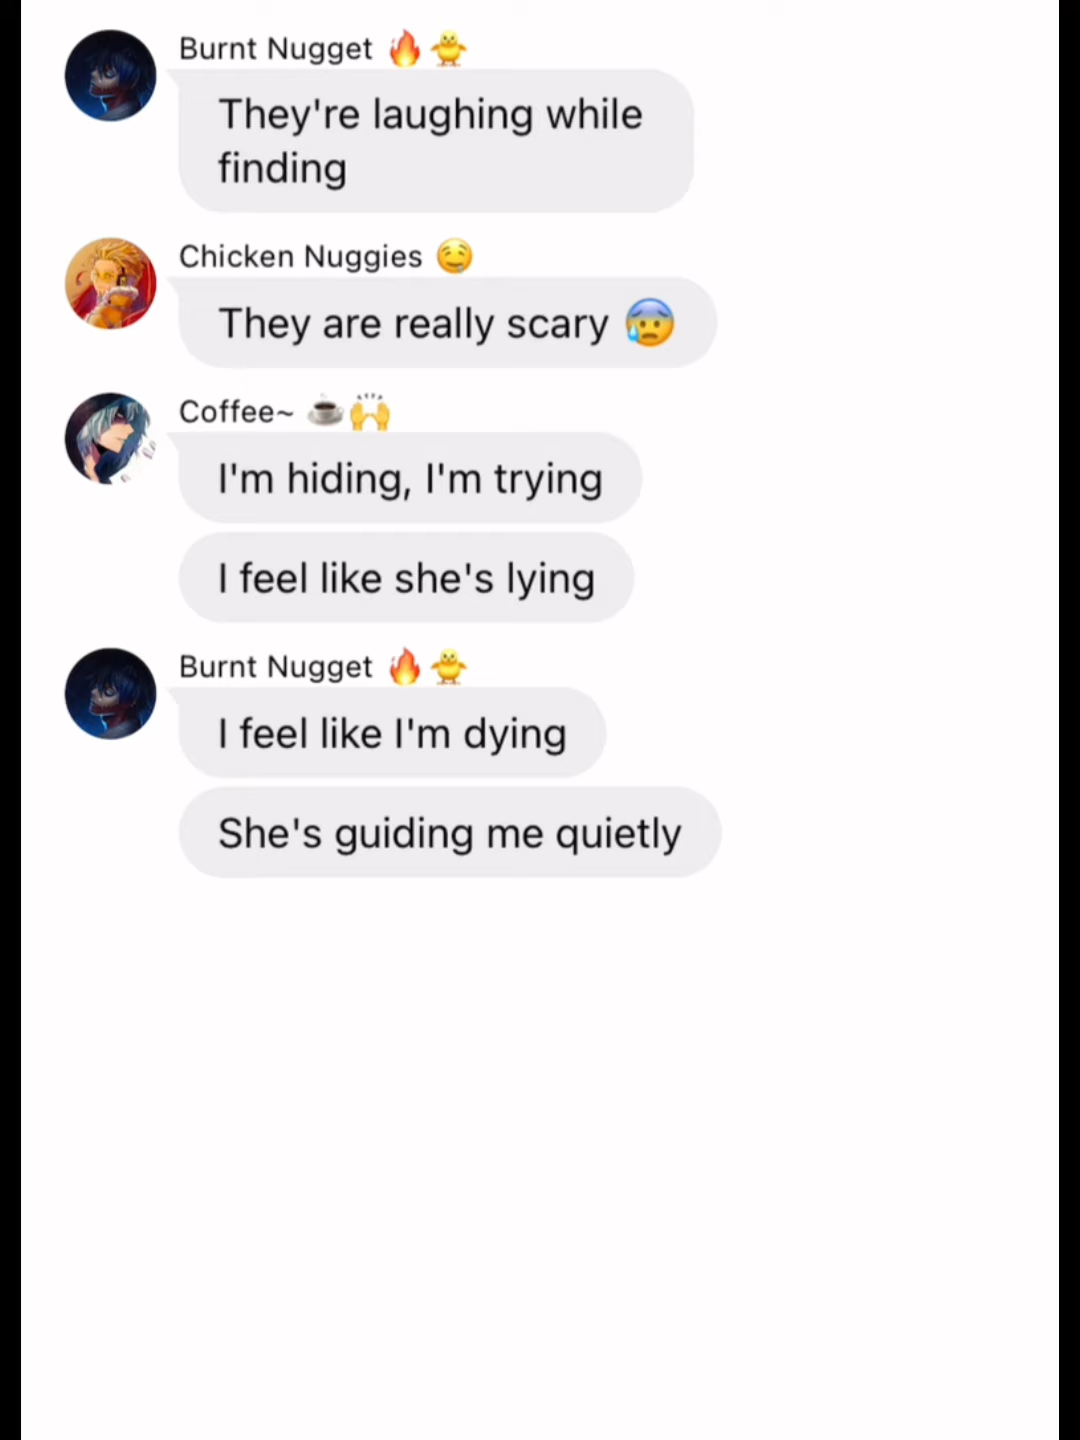 Burnt Nugget 🔥🐥
They're laughing while
finding
Chicken Nuggies 🤤
They are really scary 😰
Coffee~ ☕🙌
I'm hiding, I'm trying
I feel like she's lying
Burnt Nugget 🔥🐥
I feel like I'm dying
She's guiding me quietly